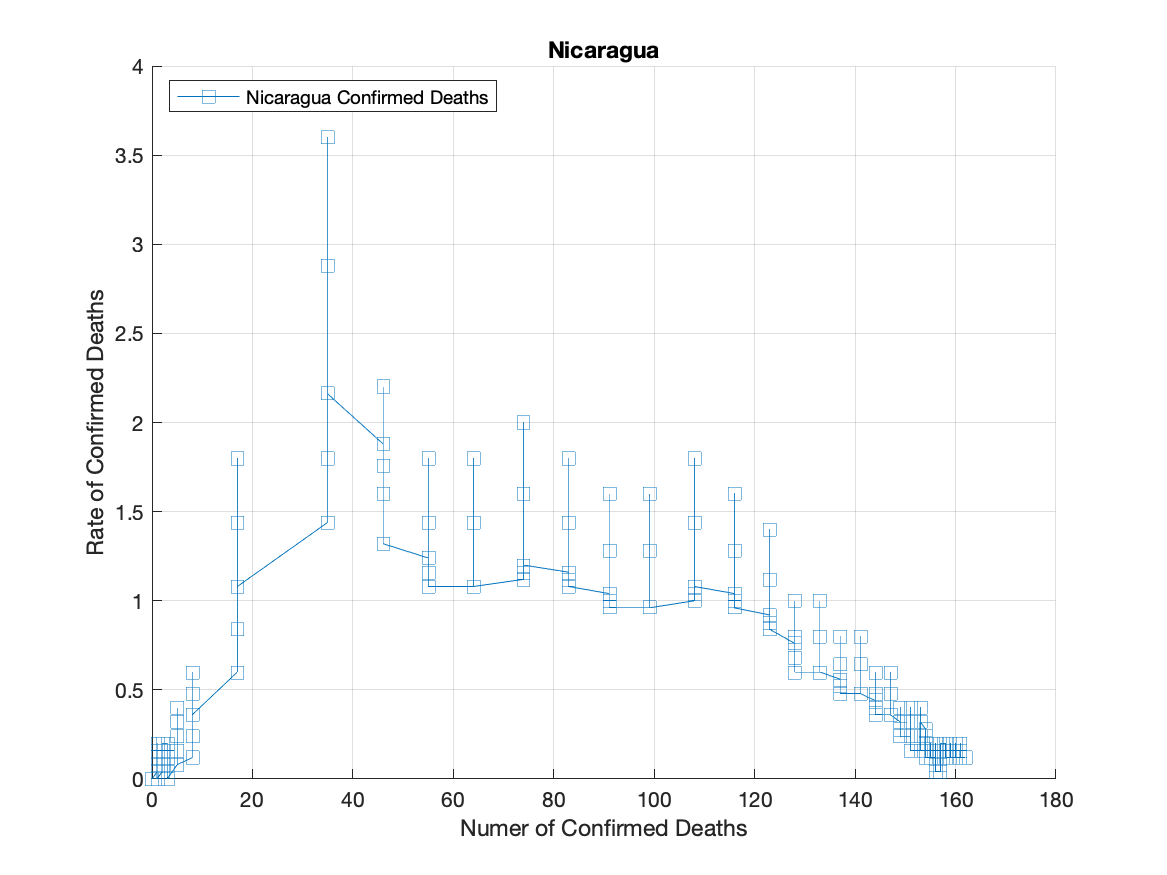 Nicaragua
4
Nicaragua Confirmed Deaths
3.5
3
2.5
2
1.5
1
0.5
0
Rate of Confirmed Deaths
0 20 40 60 80 100 120 140 160 180
Numer of Confirmed Deaths